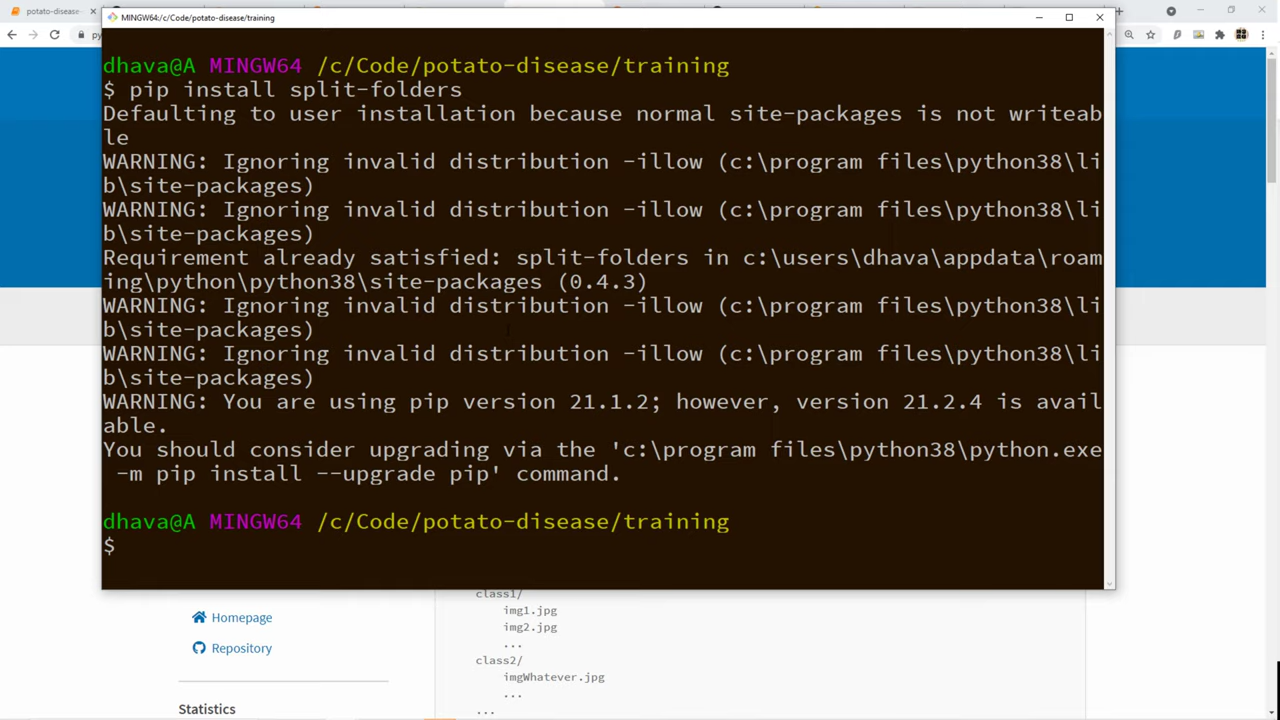 potato-disease
MINGW64:/c/Code/potato-disease/training
dhava@A MINGW64 /c/Code/potato-disease/training
$ pip install split-folders
Defaulting to user installation because normal site-packages is not writeab
le
WARNING: Ignoring invalid distribution -illow (c:\program files\python38\li
b\site-packages)
WARNING: Ignoring invalid distribution -illow (c:\program files\python38\li
b\site-packages)
Requirement already satisfied: split-folders in c:\users\dhava\appdata\roam
ing\python\python38\site-packages (0.4.3)
WARNING: Ignoring invalid distribution -illow (c:\program files\python38\li
b\site-packages)
WARNING: Ignoring invalid distribution -illow (c:\program files\python38\li
b\site-packages)
WARNING: You are using pip version 21.1.2; however, version 21.2.4 is avail
able.
You should consider upgrading via the 'c:\program files\python38\python.exe
 -m pip install --upgrade pip' command.
dhava@A MINGW64 /c/Code/potato-disease/training
$
class1/
img1.jpg
img2.jpg
...
class2/
imgWhatever.jpg
...
...
Homepage
Repository
Statistics